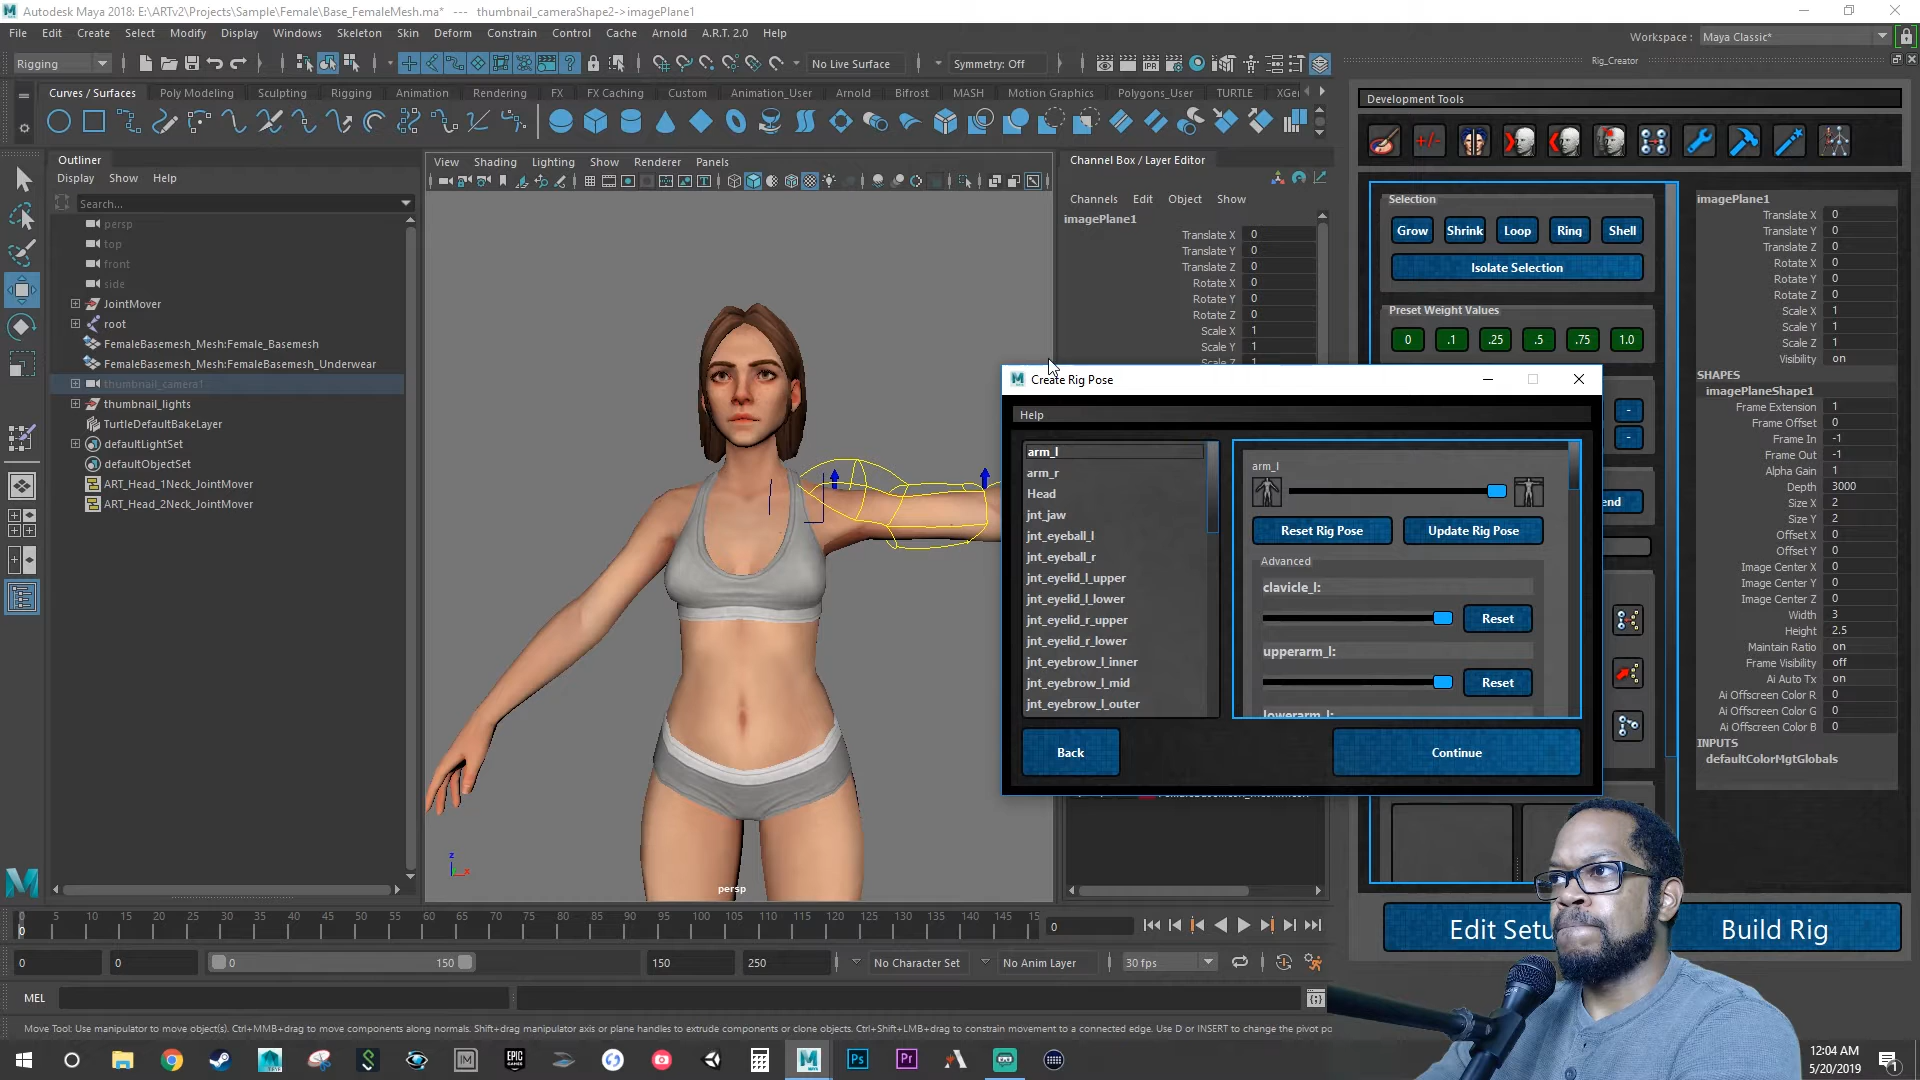 Autodesk Maya 2018: E:\ARTv2\Projects\Sample\Female\Base_FemaleMesh.ma* --- thumbnail_cameraShape2->imagePlane1
File Edit Create Select Modify Display Windows Skeleton Skin Deform Constrain Control Cache Arnold A.R.T. 2.0 Help
Workspace : Maya Classic*
Rigging
No Live Surface
Symmetry: Off
Rig_Creator
Curves / Surfaces Poly Modeling Sculpting Rigging Animation Rendering FX FX Caching Custom Animation_User Arnold Bifrost MASH Motion Graphics Polygons_User TURTLE XGen
Development Tools
Outliner
Display Show Help
Search...
persp
top
front
side
JointMover
root
FemaleBasemesh_Mesh:Female_Basemesh
FemaleBasemesh_Mesh:FemaleBasemesh_Underwear
thumbnail_camera1
thumbnail_lights
TurtleDefaultBakeLayer
defaultLightSet
defaultObjectSet
ART_Head_1Neck_JointMover
ART_Head_2Neck_JointMover
View Shading Lighting Show Renderer Panels
persp
Channel Box / Layer Editor
Channels Edit Object Show
imagePlane1
Translate X 0
Translate Y 0
Translate Z 0
Rotate X 0
Rotate Y 0
Rotate Z 0
Scale X 1
Scale Y 1
Scale Z 1
Create Rig Pose
Help
arm_l
arm_r
Head
jnt_jaw
jnt_eyeball_l
jnt_eyeball_r
jnt_eyelid_l_upper
jnt_eyelid_l_lower
jnt_eyelid_r_upper
jnt_eyelid_r_lower
jnt_eyebrow_l_inner
jnt_eyebrow_l_mid
jnt_eyebrow_l_outer
arm_l
Reset Rig Pose Update Rig Pose
Advanced
clavicle_l:
Reset
upperarm_l:
Reset
lowerarm_l:
Back Continue
Selection
Grow Shrink Loop Ring Shell
Isolate Selection
Preset Weight Values
0 .1 .25 .5 .75 1.0
-
-
end
imagePlane1
Translate X 0
Translate Y 0
Translate Z 0
Rotate X 0
Rotate Y 0
Rotate Z 0
Scale X 1
Scale Y 1
Scale Z 1
Visibility on
SHAPES
imagePlaneShape1
Frame Extension 1
Frame Offset 0
Frame In -1
Frame Out -1
Alpha Gain 1
Depth 3000
Size X 2
Size Y 2
Offset X 0
Offset Y 0
Image Center X 0
Image Center Y 0
Image Center Z 0
Width 3
Height 2.5
Maintain Ratio on
Frame Visibility off
Ai Auto Tx on
Ai Offscreen Color R 0
Ai Offscreen Color G 0
Ai Offscreen Color B 0
INPUTS
defaultColorMgtGlobals
Edit Setu
Build Rig
0 5 10 15 20 25 30 35 40 45 50 55 60 65 70 75 80 85 90 95 100 105 110 115 120 125 130 135 140 145 15
0
0
0 0 0 150 150 250
No Character Set
No Anim Layer
30 fps
MEL
Move Tool: Use manipulator to move object(s). Ctrl+MMB+drag to move components along normals. Shift+drag manipulator axis or plane handles to extrude components or clone objects. Ctrl+Shift+LMB+drag to constrain movement to a connected edge. Use D or INSERT to change the pivot po
12:04 AM
5/20/2019